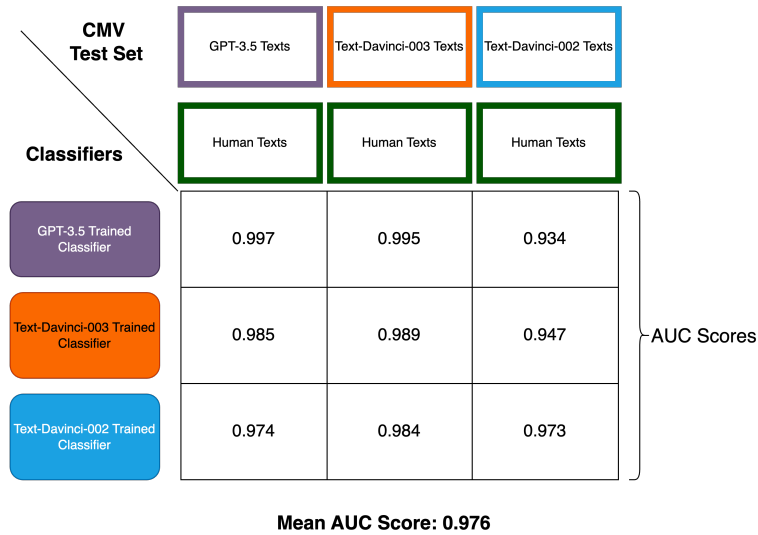 CMV
Test Set
GPT-3.5 Texts
Text-Davinci-003 Texts
Text-Davinci-002 Texts
Classifiers
Human Texts
Human Texts
Human Texts
GPT-3.5 Trained
Classifier
0.997
0.995
0.934
Text-Davinci-003 Trained
Classifier
0.985
0.989
0.947
AUC Scores
Text-Davinci-002 Trained
Classifier
0.974
0.984
0.973
Mean AUC Score: 0.976